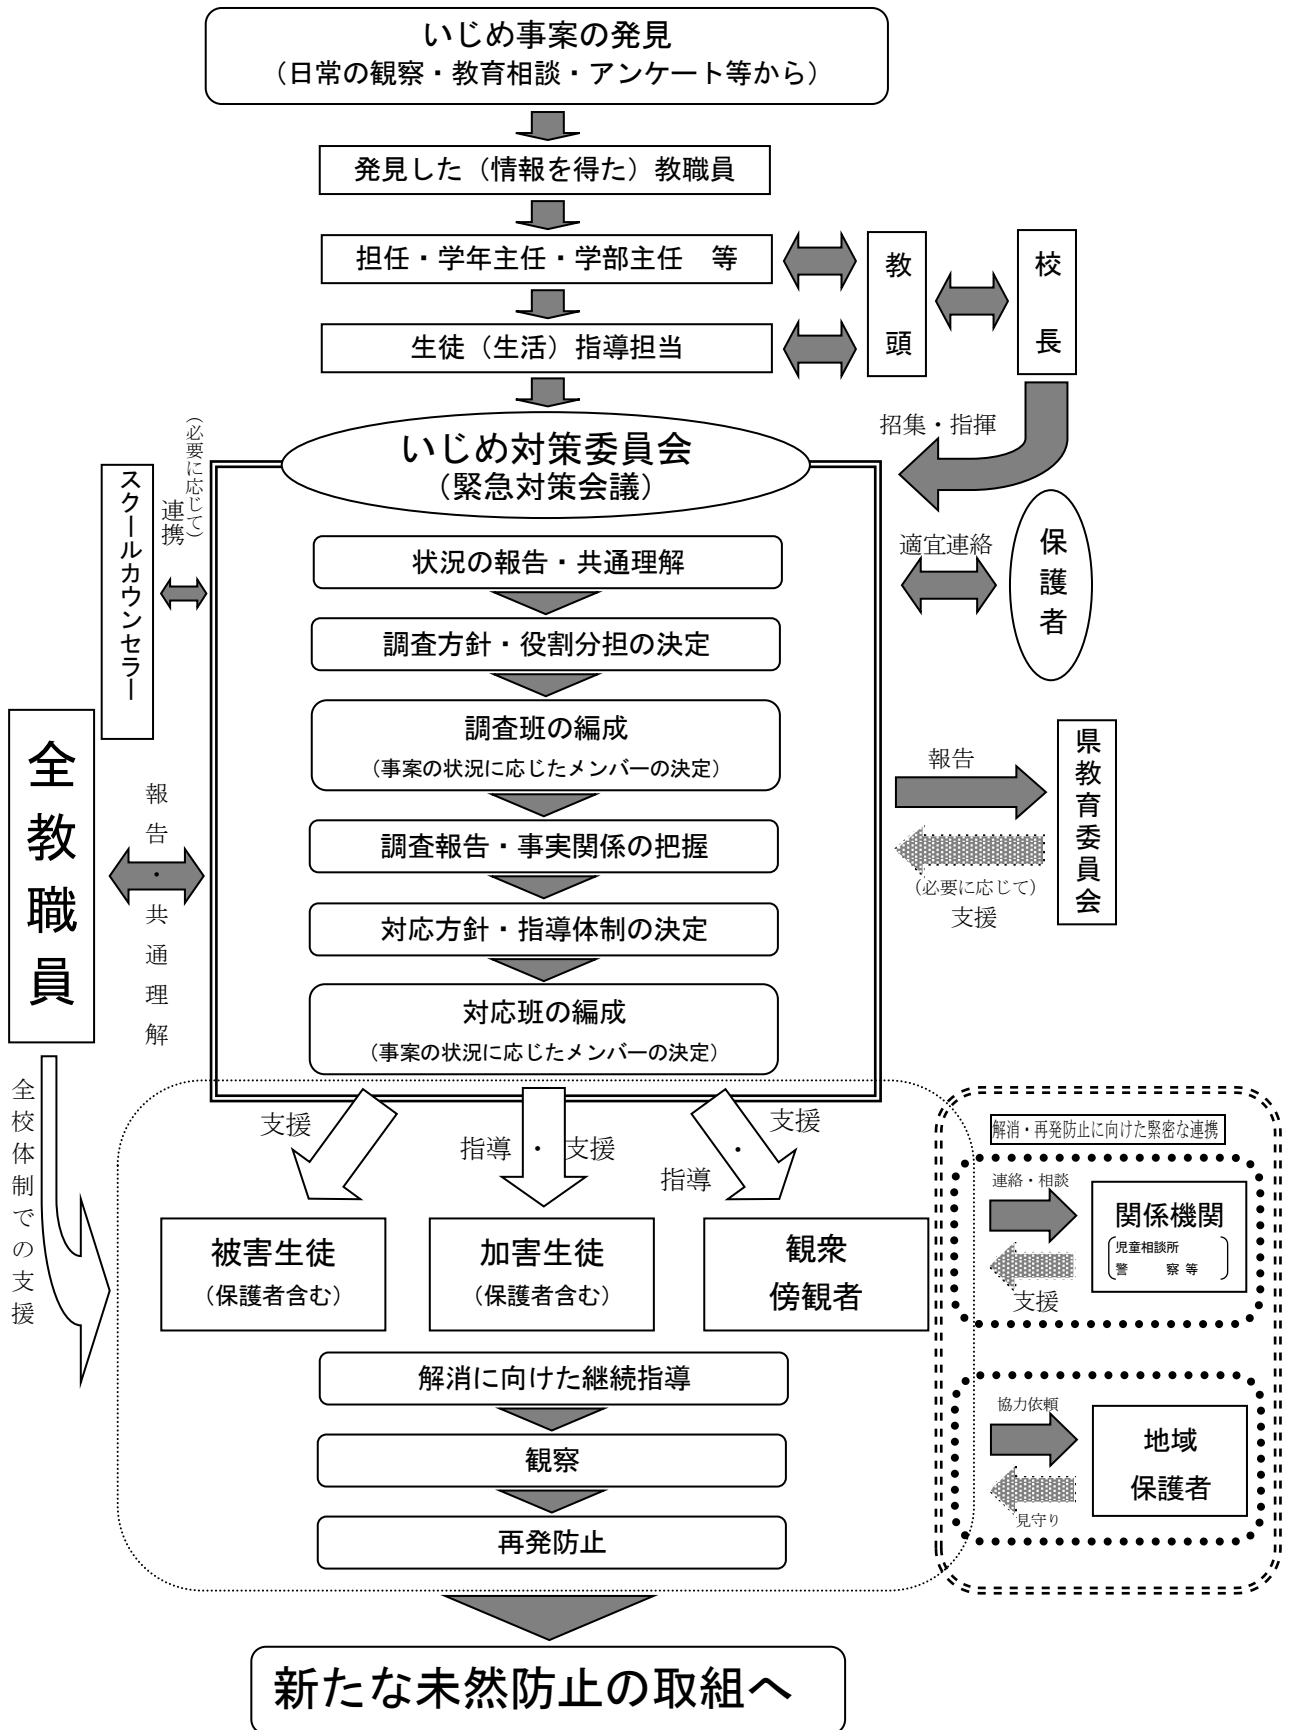 いじめ事案の発見
（日常の観察・教育相談・アンケート等から）
発見した（情報を得た）教職員
担任・学年主任・学部主任　等
教頭
校長
生徒（生活）指導担当
招集・指揮
いじめ対策委員会
（緊急対策会議）
（必要に応じて）
連携
スクールカウンセラー
状況の報告・共通理解
適宜連絡
保護者
調査方針・役割分担の決定
調査班の編成
（事案の状況に応じたメンバーの決定）
報告
県教育委員会
（必要に応じて）
支援
全教職員
報告・共通理解
調査報告・事実関係の把握
対応方針・指導体制の決定
対応班の編成
（事案の状況に応じたメンバーの決定）
全校体制での支援
支援
指導・支援
支援・指導
被害生徒
（保護者含む）
加害生徒
（保護者含む）
観衆
傍観者
解消・再発防止に向けた緊密な連携
連絡・相談
関係機関
児童相談所
警　察 等
支援
協力依頼
地域
保護者
見守り
解消に向けた継続指導
観察
再発防止
新たな未然防止の取組へ